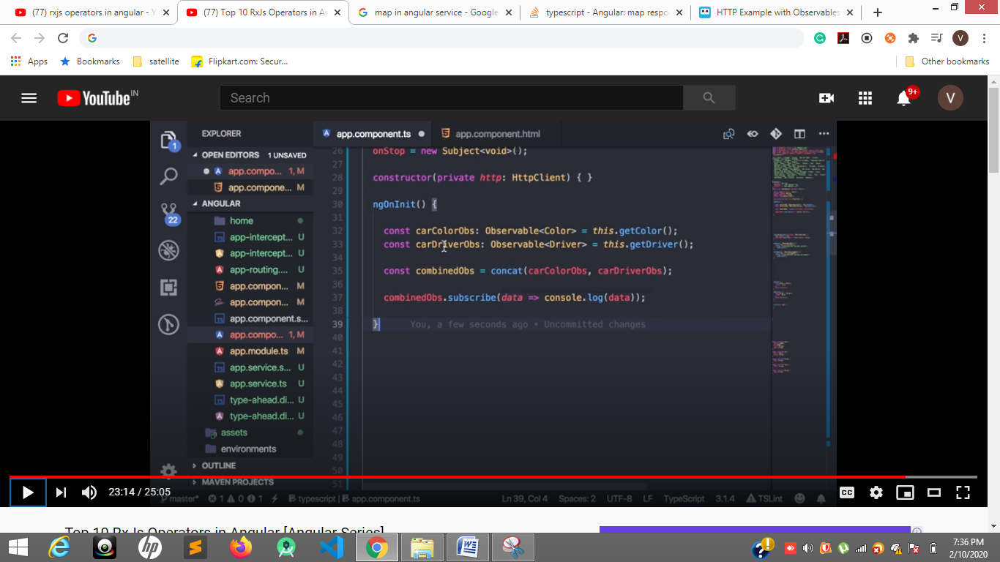 (77) rxjs operators in angular - Y
(77) Top 10 RxJs Operators in A
map in angular service - Google
typescript - Angular: map respo
HTTP Example with Observables
V
Apps
Bookmarks
satellite
Flipkart.com: Secur...
Other bookmarks
YouTube IN
Search
9+
V
EXPLORER
OPEN EDITORS 1 UNSAVED
app.compo... 1, M
app.compone... M
ANGULAR
home
app-intercept... U
app-intercept... U
app-routing.... M
app.compon... M
app.compon... M
app.component.s...
app.compo... 1, M
app.module.ts M
app.service.s... U
app.service.ts U
type-ahead.di... U
type-ahead.di... U
assets
environments
OUTLINE
MAVEN PROJECTS
1
22
app.component.ts
app.component.html
26 onStop = new Subject<void>();
27
28 constructor(private http: HttpClient) { }
29
30 ngOnInit() {
31
32 const carColorObs: Observable<Color> = this.getColor();
33 const carDriverObs: Observable<Driver> = this.getDriver();
34
35 const combinedObs = concat(carColorObs, carDriverObs);
36
37 combinedObs.subscribe(data => console.log(data));
38
39 } You, a few seconds ago • Uncommitted changes
40
41
42
43
44
45
46
47
48
49
50
51
23:14 / 25:05
CC
master* 1 0 1 typescript | app.component.ts
Ln 39, Col 4 Spaces: 2 UTF-8 LF TypeScript 3.1.4 TSLint
Top 10 RxJs Operators in Angular [Angular Series]
hp
7:36 PM
2/10/2020